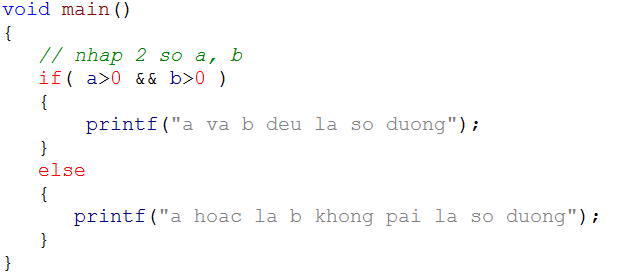 void main()
{
// nhap 2 so a, b
if( a>0 && b>0 )
{
printf("a va b deu la so duong");
}
else
{
printf("a hoac la b khong pai la so duong");
}
}